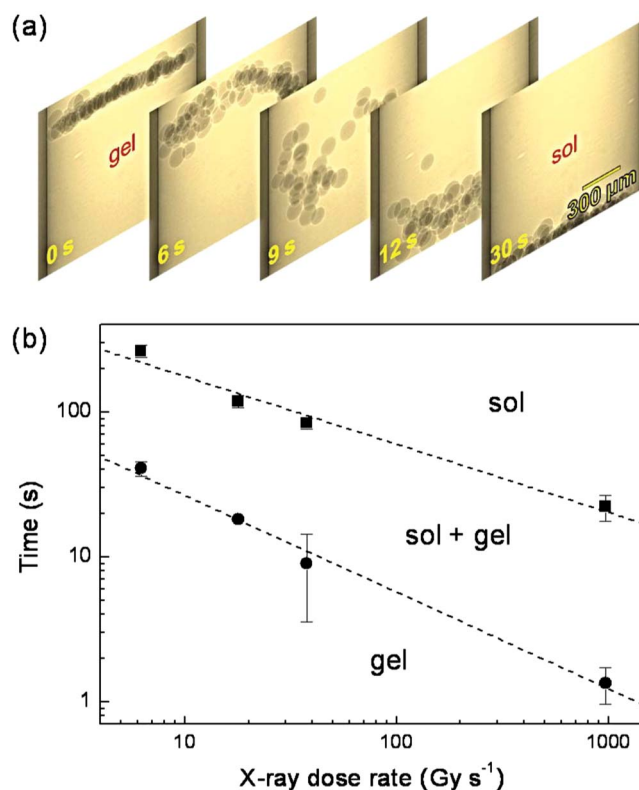 (a)
gel
sol
300 μm
0 s
6 s
9 s
12 s
30 s
(b)
Time (s)
100
10
1
sol
sol + gel
gel
10
100
1000
X-ray dose rate (Gy s⁻¹)